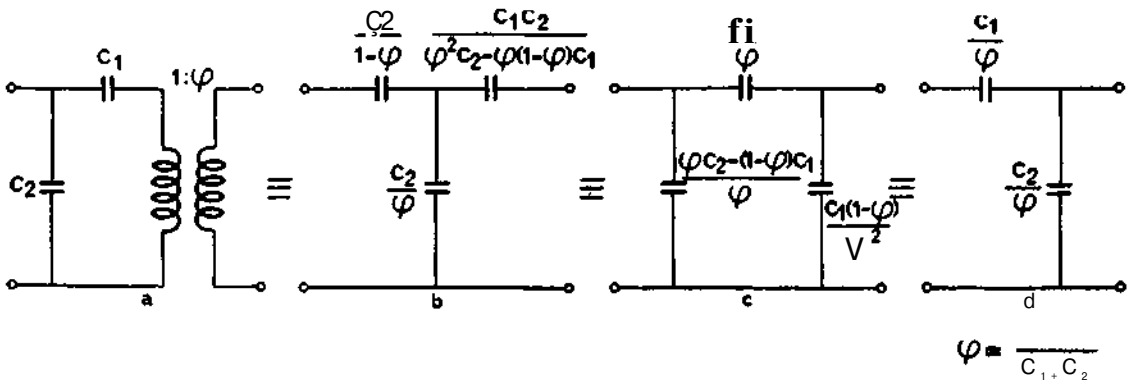 C1
1:φ
C2
a
≡
Ç2
1-φ
C1C2
φ²C2-φ(1-φ)C1
C2
φ
b
≡
fi
φ
φC2-(1-φ)C1
φ
C1(1-φ)
V²
c
≡
C1
φ
C2
φ
d
φ =
C1+C2